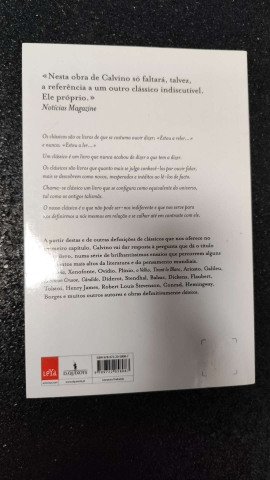 «Nesta obra de Calvino só faltará, talvez,
a referência a um outro clássico indiscutível.
Ele próprio.»
Notícias Magazine
Os clássicos são os livros de que se costuma ouvir dizer: «Estou a reler…»
e nunca: «Estou a ler…»
Um clássico é um livro que nunca acabou de dizer o que tem a dizer.
Os clássicos são livros que quanto mais se julga conhecê-los por ouvir falar,
mais se descobrem como novos, inesperados e inéditos ao lê-los de facto.
Chama-se clássico um livro que se configura como equivalente do universo,
tal como os antigos talismãs.
O nosso clássico é o que não pode ser-nos indiferente e que nos serve para
nos definirmos a nós mesmos em relação e se calhar até em contraste com ele.
A partir destas e de outras definições de clássicos que nos oferece no
primeiro capítulo, Calvino vai dar resposta à pergunta que dá o título
livro, numa série de brilhantíssimos ensaios que percorrem alguns
mais altos da literatura e do pensamento mundiais.
Xenofonte, Ovídio, Plínio, o Velho, Tirant lo Blanc, Ariosto, Galileu,
Crusoe, Cândido, Diderot, Stendhal, Balzac, Dickens, Flaubert,
Tolstoi, Henry James, Robert Louis Stevenson, Conrad, Hemingway,
Borges e muitos outros autores e obras definitivamente clássicos.
LEYA